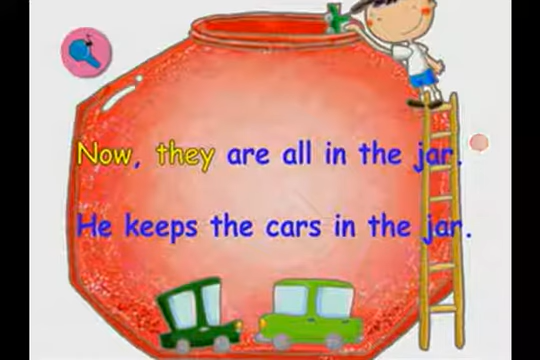 Now, they are all in the jar.
He keeps the cars in the jar.